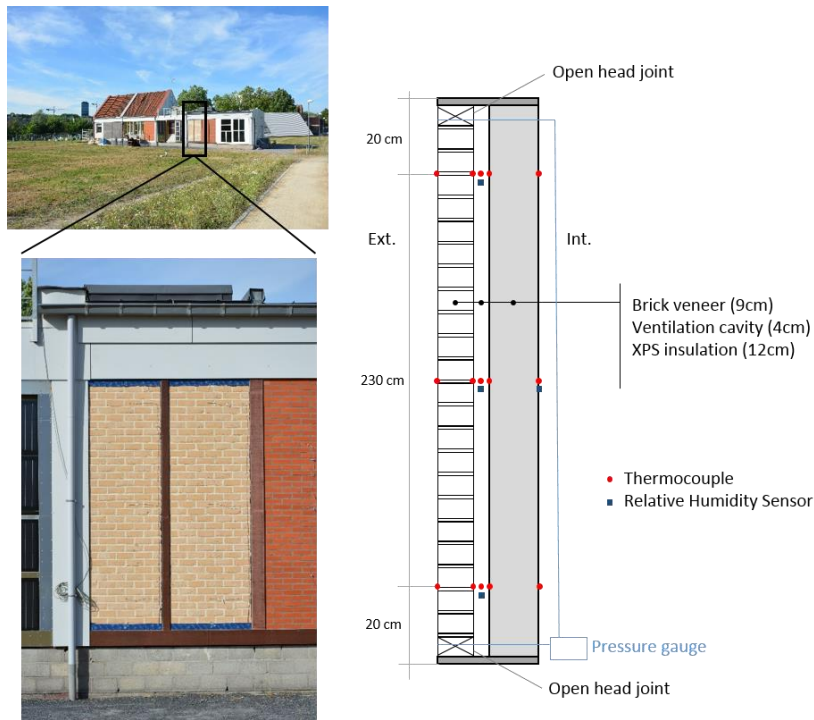 Open head joint
20 cm
Ext.
Int.
Brick veneer (9cm)
Ventilation cavity (4cm)
XPS insulation (12cm)
230 cm
Thermocouple
Relative Humidity Sensor
20 cm
Pressure gauge
Open head joint